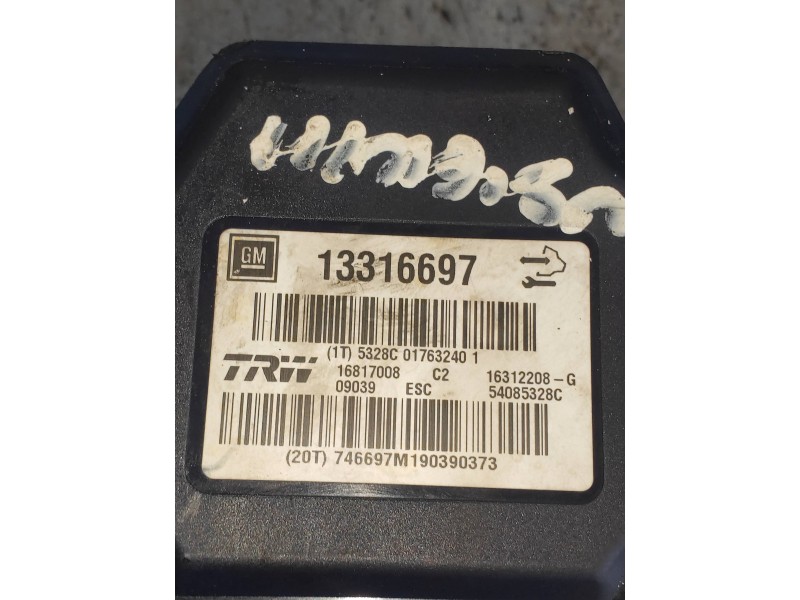 GM 13316697
(1T) 5328C 01763240 1
TRW 16817008 C2 16312208-G
09039 ESC 54085328C
(20T) 746697M190390373